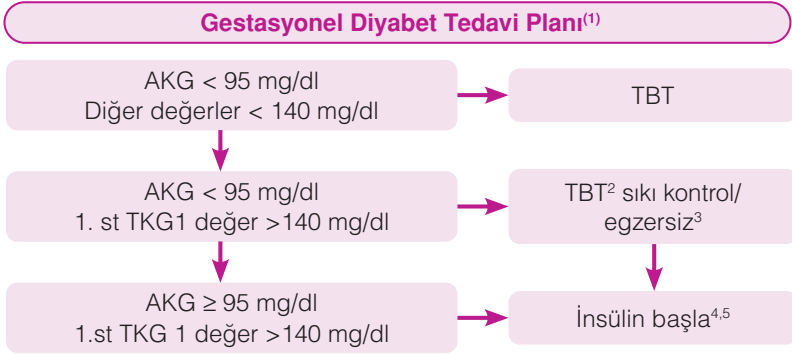 Gestasyonel Diyabet Tedavi Planı(1)
AKG < 95 mg/dl
Diğer değerler < 140 mg/dl
TBT
AKG < 95 mg/dl
1. st TKG1 değer >140 mg/dl
TBT² sıkı kontrol/
egzersiz³
AKG ≥ 95 mg/dl
1.st TKG 1 değer >140 mg/dl
İnsülin başla⁴,⁵